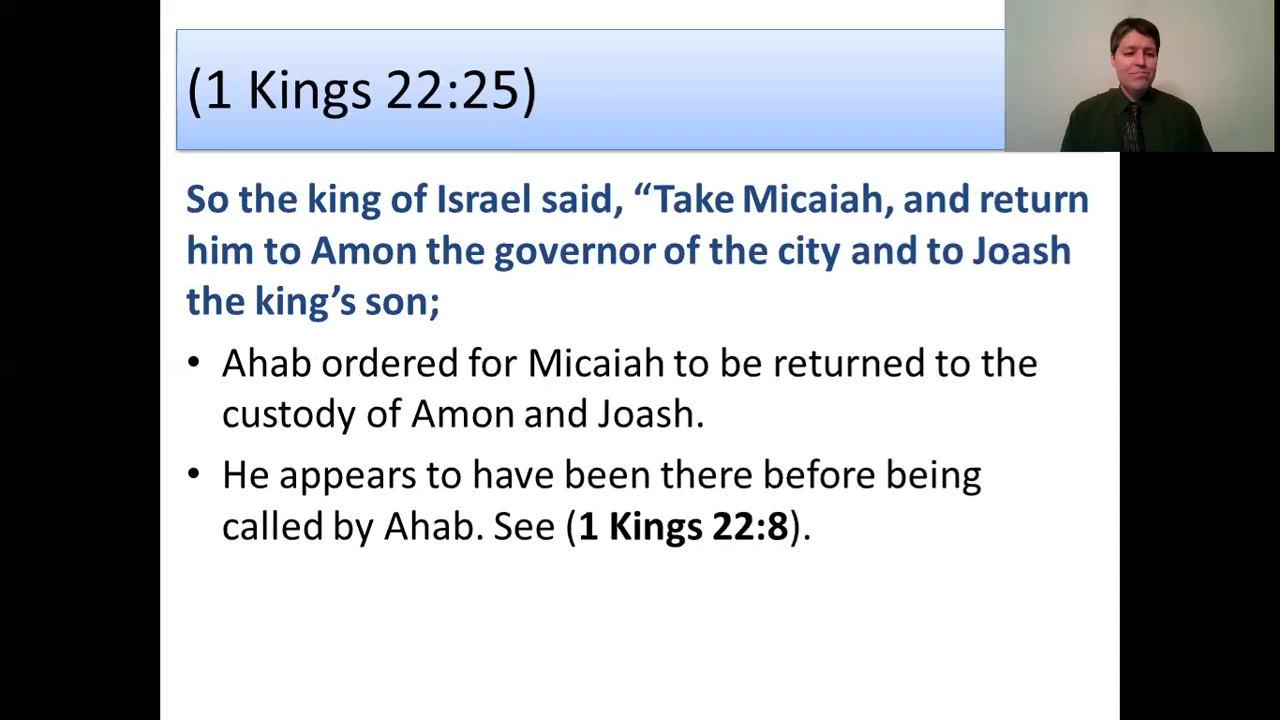 (1 Kings 22:25)
So the king of Israel said, “Take Micaiah, and return
him to Amon the governor of the city and to Joash
the king’s son;
• Ahab ordered for Micaiah to be returned to the
custody of Amon and Joash.
• He appears to have been there before being
called by Ahab. See (1 Kings 22:8).